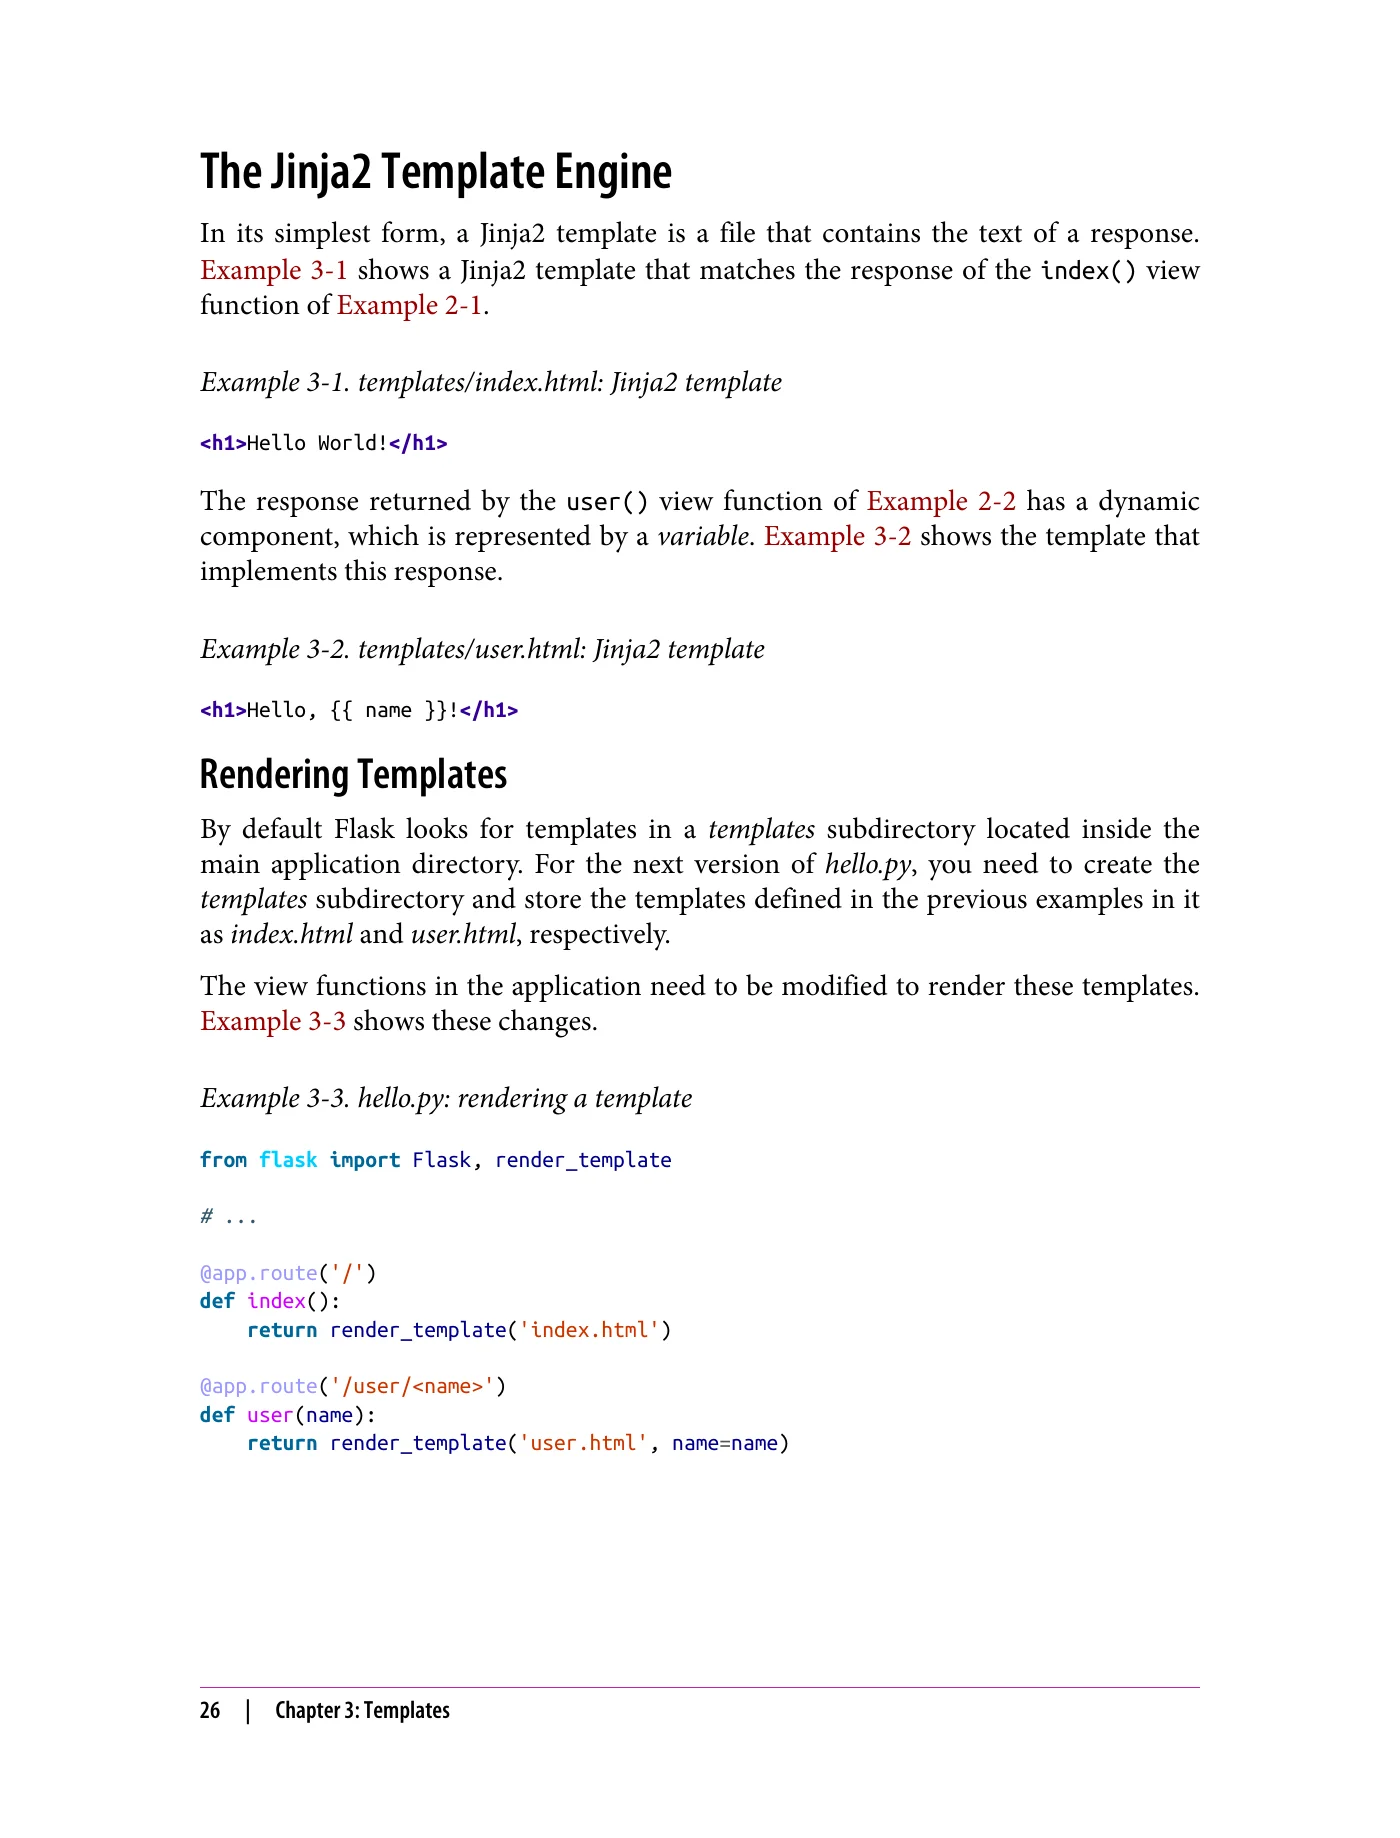 The Jinja2 Template Engine
In its simplest form, a Jinja2 template is a file that contains the text of a response.
Example 3-1 shows a Jinja2 template that matches the response of the index() view
function of Example 2-1.
Example 3-1. templates/index.html: Jinja2 template
<h1>Hello World!</h1>
The response returned by the user() view function of Example 2-2 has a dynamic
component, which is represented by a variable. Example 3-2 shows the template that
implements this response.
Example 3-2. templates/user.html: Jinja2 template
<h1>Hello, {{ name }}!</h1>
Rendering Templates
By default Flask looks for templates in a templates subdirectory located inside the
main application directory. For the next version of hello.py, you need to create the
templates subdirectory and store the templates defined in the previous examples in it
as index.html and user.html, respectively.
The view functions in the application need to be modified to render these templates.
Example 3-3 shows these changes.
Example 3-3. hello.py: rendering a template
from flask import Flask, render_template
# ...
@app.route('/')
def index():
    return render_template('index.html')
@app.route('/user/<name>')
def user(name):
    return render_template('user.html', name=name)
26 | Chapter 3: Templates